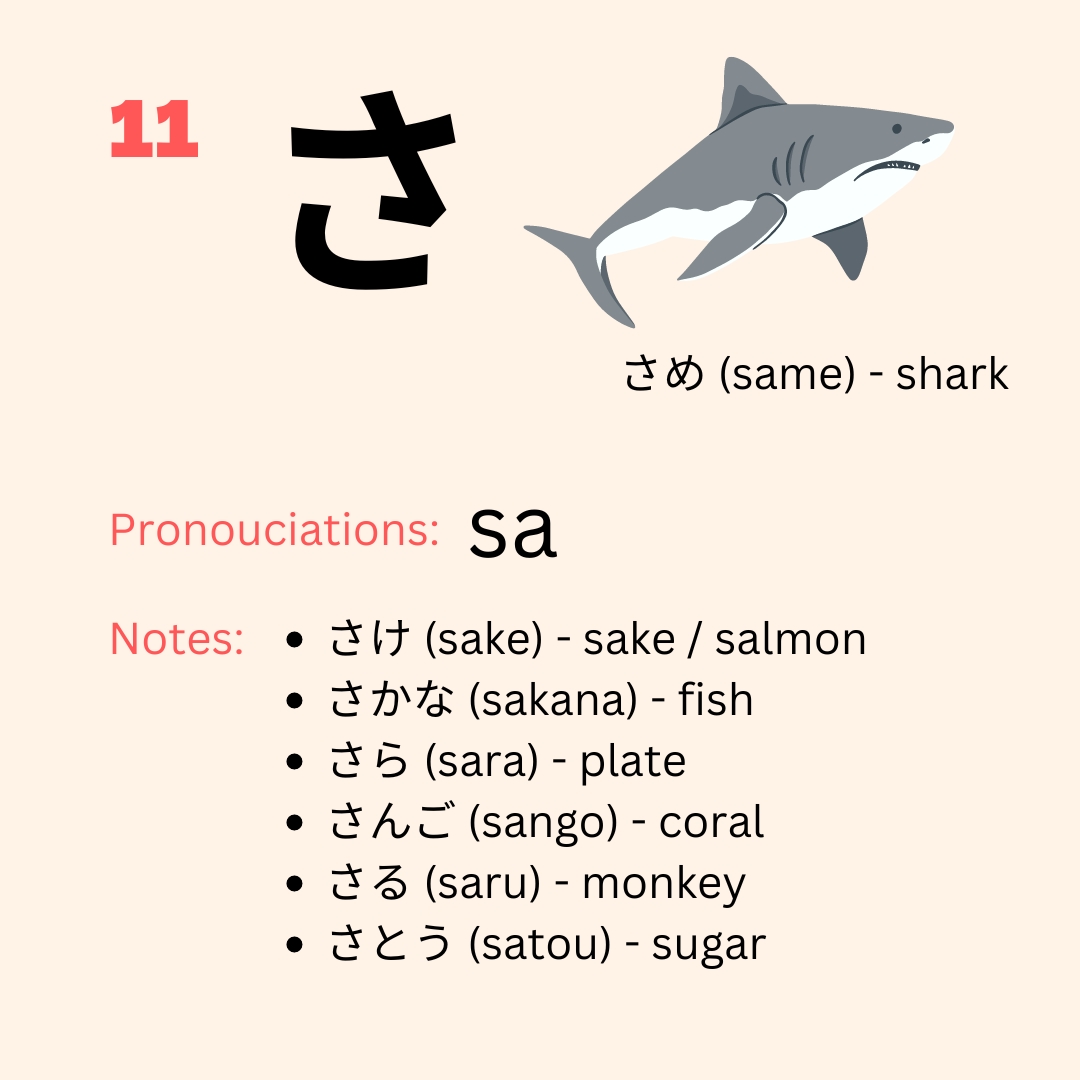 11
さ
さめ (same) - shark
Pronouciations: sa
Notes:
• さけ (sake) - sake / salmon
• さかな (sakana) - fish
• さら (sara) - plate
• さんご (sango) - coral
• さる (saru) - monkey
• さとう (satou) - sugar